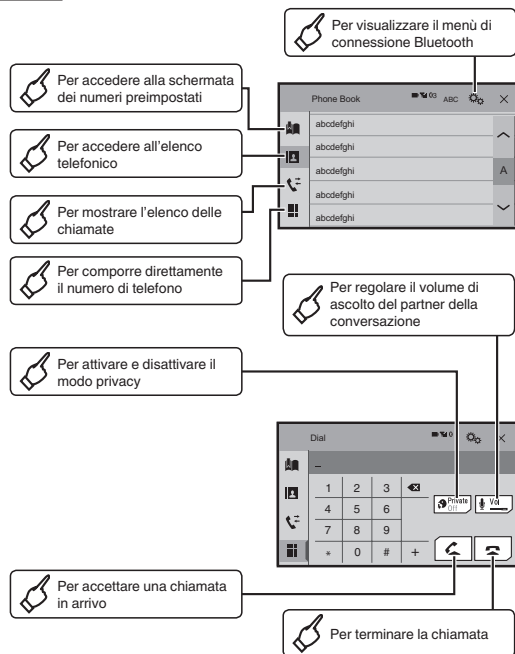 Per visualizzare il menù di
connessione Bluetooth
Per accedere alla schermata
dei numeri preimpostati
Per accedere all'elenco
telefonico
Per mostrare l'elenco delle
chiamate
Per comporre direttamente
il numero di telefono
Phone Book
03 ABC
abcdefghi
abcdefghi
abcdefghi
abcdefghi
abcdefghi
A
Per regolare il volume di
ascolto del partner della
conversazione
Per attivare e disattivare il
modo privacy
Dial
0
–
1 2 3
4 5 6
7 8 9
* 0 # +
Private
Off
Vol
Per accettare una chiamata
in arrivo
Per terminare la chiamata